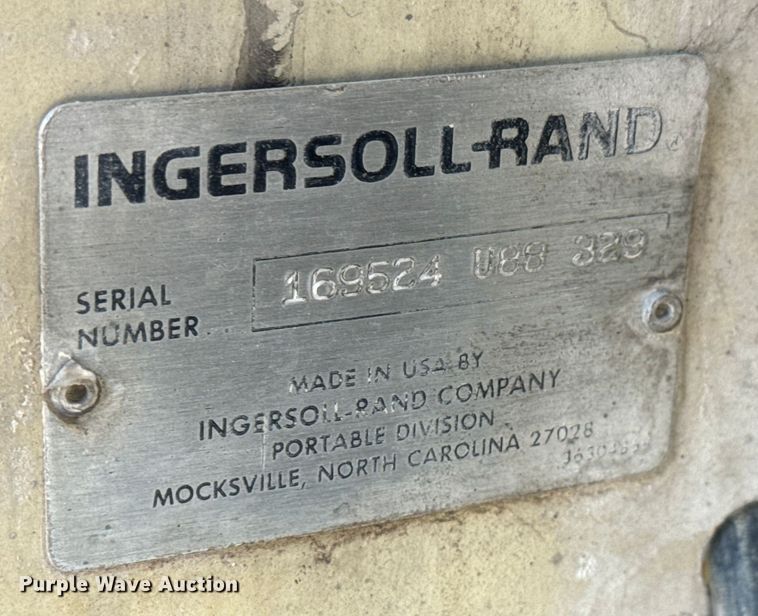 INGERSOLL-RAND
169524 U88 329
SERIAL
NUMBER
MADE IN USA BY
INGERSOLL-RAND COMPANY
PORTABLE DIVISION
MOCKSVILLE, NORTH CAROLINA 27028
Purple Wave Auction